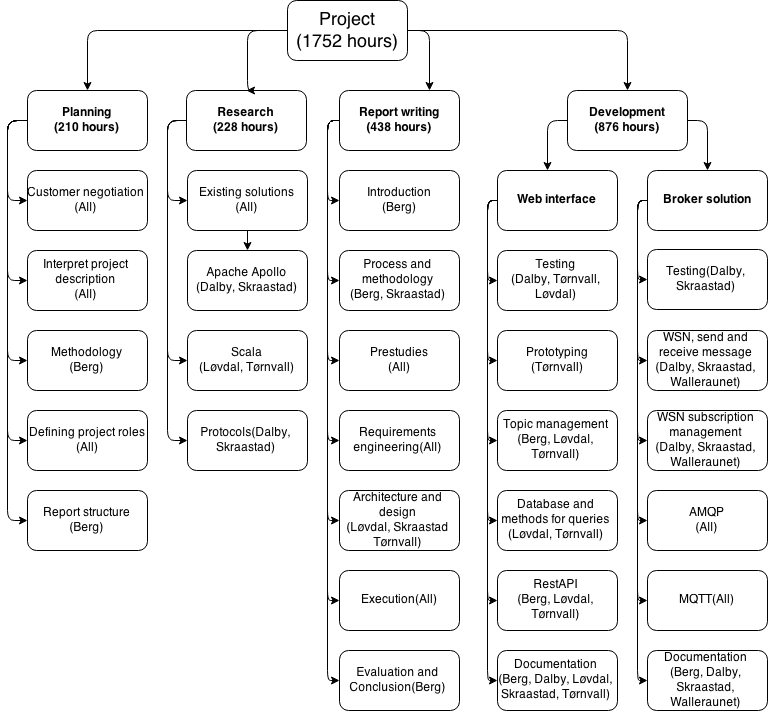 Project
(1752 hours)
Planning
(210 hours)
Customer negotiation
(All)
Interpret project
description
(All)
Methodology
(Berg)
Defining project roles
(All)
Report structure
(Berg)
Research
(228 hours)
Existing solutions
(All)
Apache Apollo
(Dalby, Skraastad)
Scala
(Løvdal, Tørnvall)
Protocols(Dalby,
Skraastad)
Report writing
(438 hours)
Introduction
(Berg)
Process and
methodology
(Berg, Skraastad)
Prestudies
(All)
Requirements
engineering(All)
Architecture and
design
(Løvdal, Skraastad
Tørnvall)
Execution(All)
Evaluation and
Conclusion(Berg)
Development
(876 hours)
Web interface
Testing
(Dalby, Tørnvall,
Løvdal)
Prototyping
(Tørnvall)
Topic management
(Berg, Løvdal,
Tørnvall)
Database and
methods for queries
(Løvdal, Tørnvall)
RestAPI
(Berg, Løvdal,
Tørnvall)
Documentation
(Berg, Dalby, Løvdal,
Skraastad, Tørnvall)
Broker solution
Testing(Dalby,
Skraastad)
WSN, send and
receive message
(Dalby, Skraastad,
Walleraunet)
WSN subscription
management
(Dalby, Skraastad,
Walleraunet)
AMQP
(All)
MQTT(All)
Documentation
(Berg, Dalby,
Skraastad,
Walleraunet)